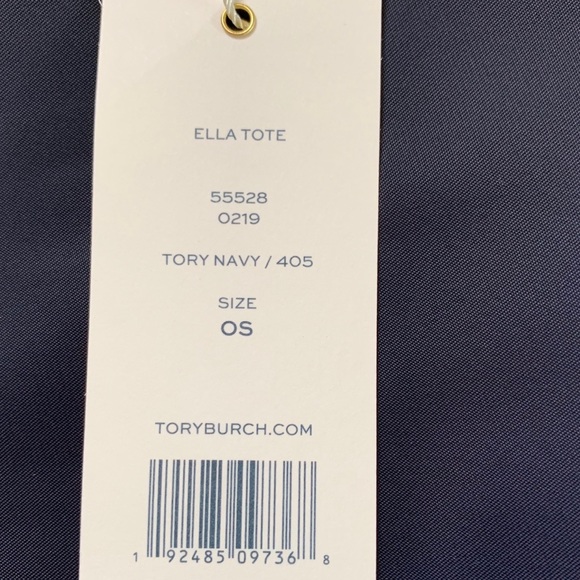 ELLA TOTE
55528
0219
TORY NAVY / 405
SIZE
OS
TORYBURCH.COM
1 92485 09736 8